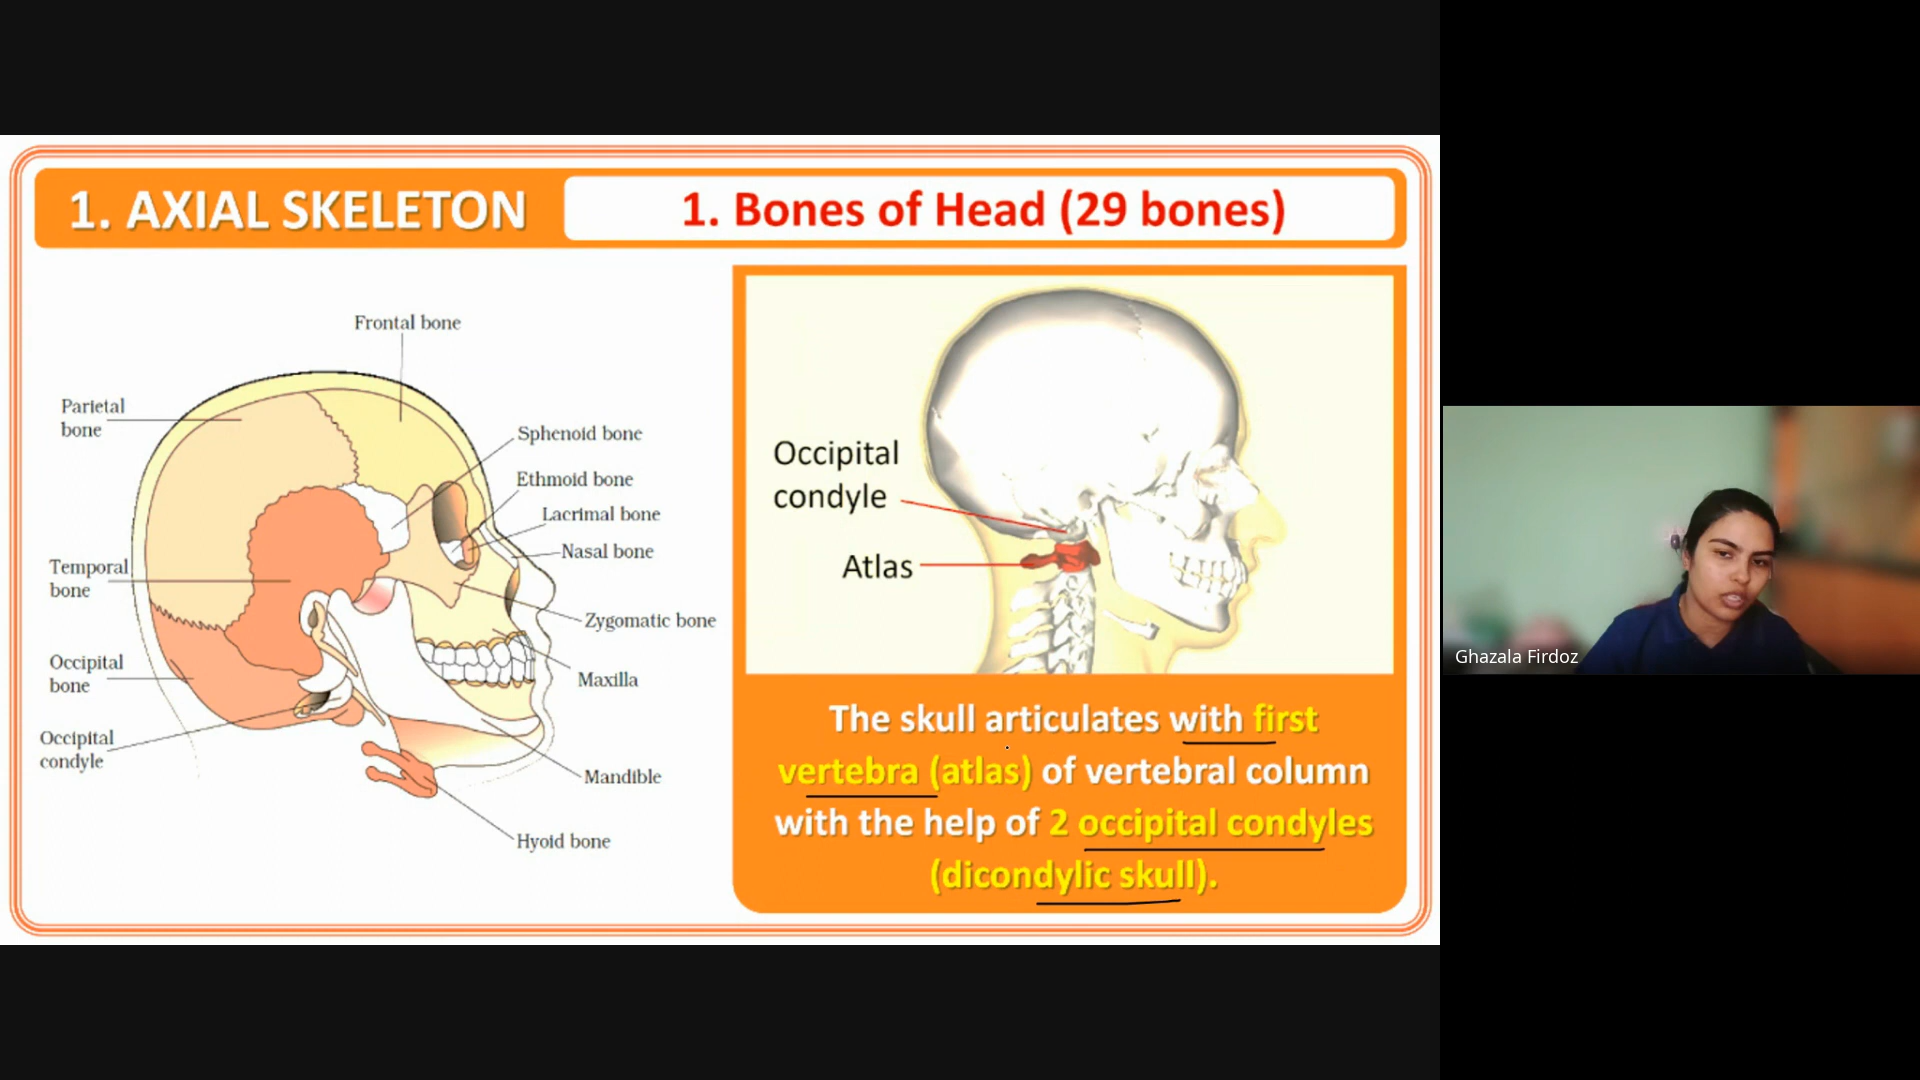 1. AXIAL SKELETON
1. Bones of Head (29 bones)
Frontal bone
Parietal
bone
Sphenoid bone
Ethmoid bone
Lacrimal bone
Nasal bone
Temporal
bone
Zygomatic bone
Occipital
bone
Maxilla
Occipital
condyle
Mandible
Hyoid bone
Occipital
condyle
Atlas
The skull articulates with first
vertebra (atlas) of vertebral column
with the help of 2 occipital condyles
(dicondylic skull).
Ghazala Firdoz